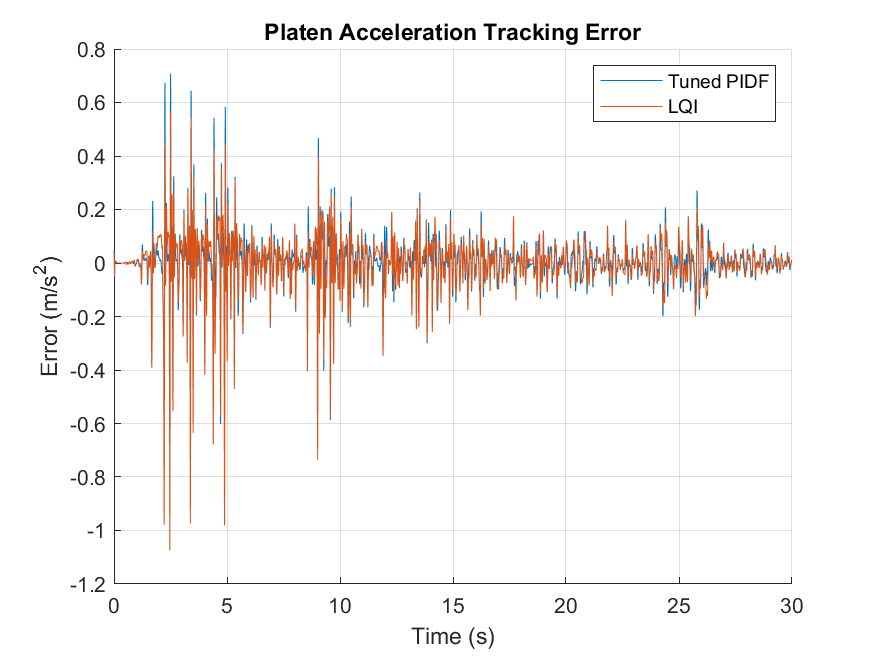 Platen Acceleration Tracking Error
Tuned PIDF
LQI
0.8
0.6
0.4
0.2
0
-0.2
-0.4
-0.6
-0.8
-1
-1.2
Error (m/s²)
0 5 10 15 20 25 30
Time (s)